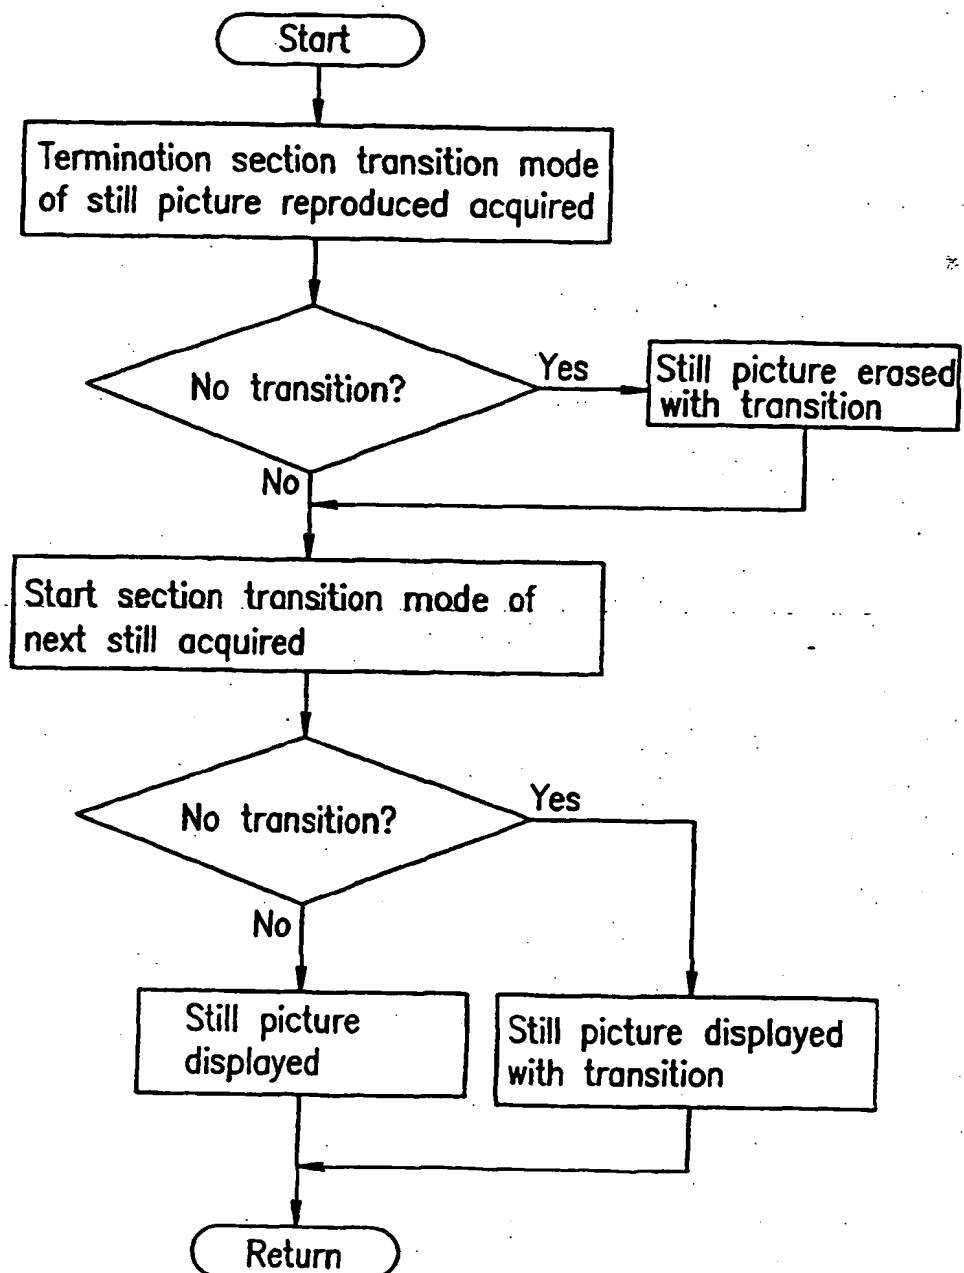 Start
Termination section transition mode
of still picture reproduced acquired
No transition?
Yes
Still picture erased
with transition
No
Start section transition mode of
next still acquired
No transition?
Yes
No
Still picture
displayed
Still picture displayed
with transition
Return